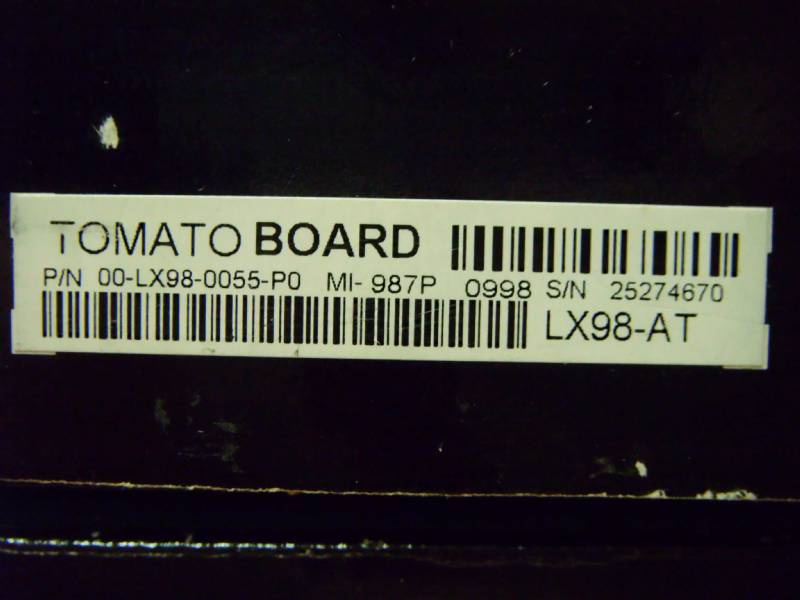 TOMATO BOARD
P/N 00-LX98-0055-P0 MI- 987P 0998 S/N 25274670
LX98-AT